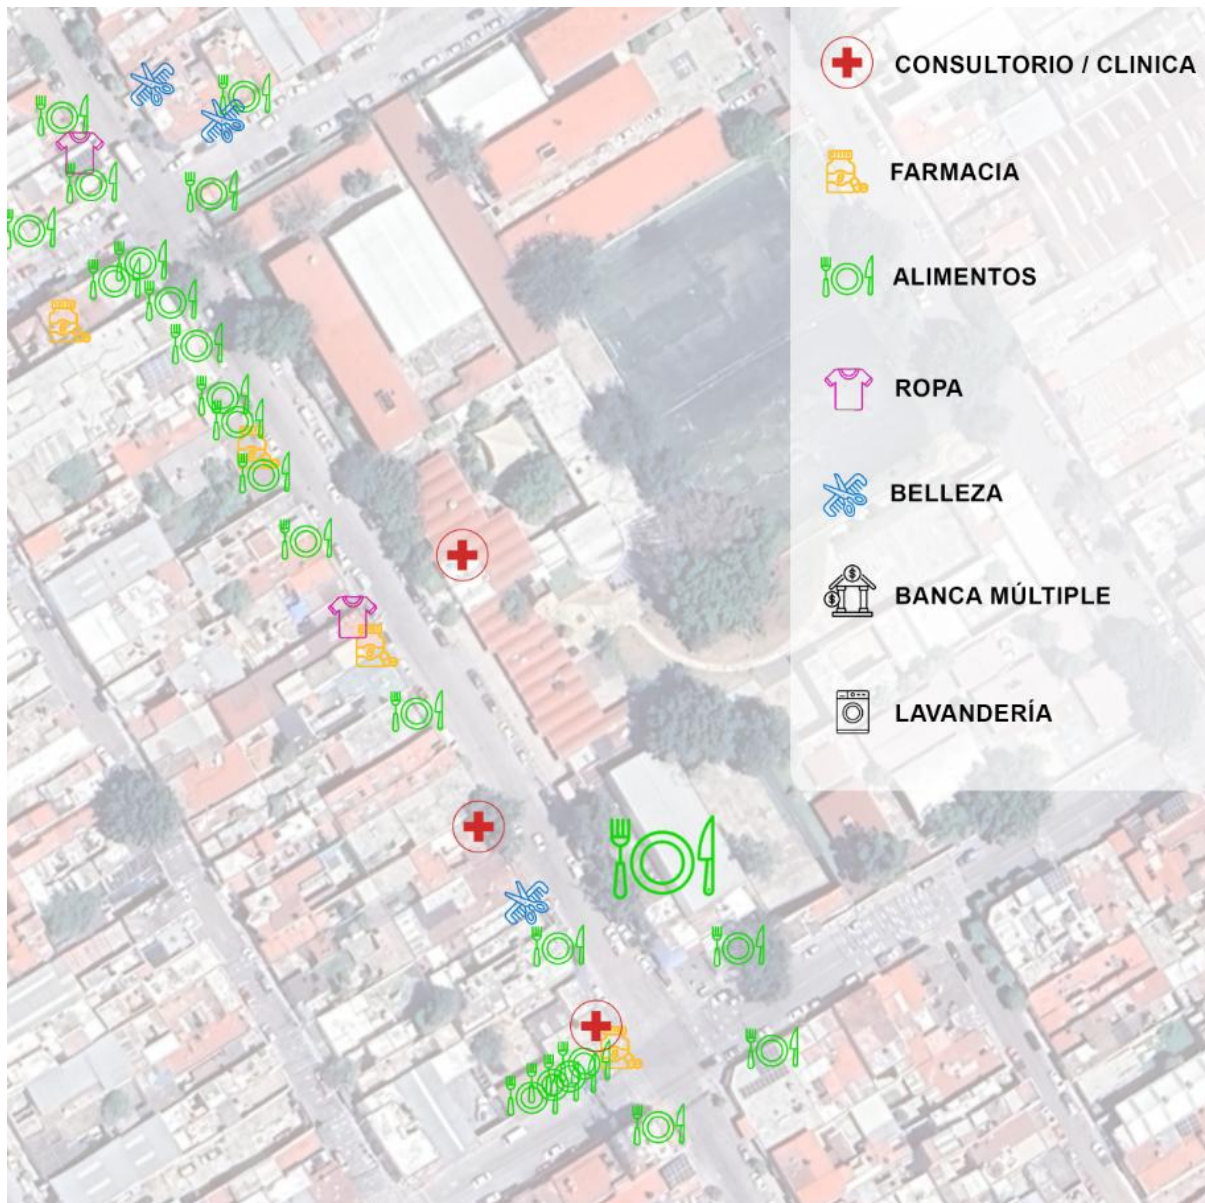 CONSULTORIO / CLINICA
FARMACIA
ALIMENTOS
ROPA
BELLEZA
BANCA MÚLTIPLE
LAVANDERÍA